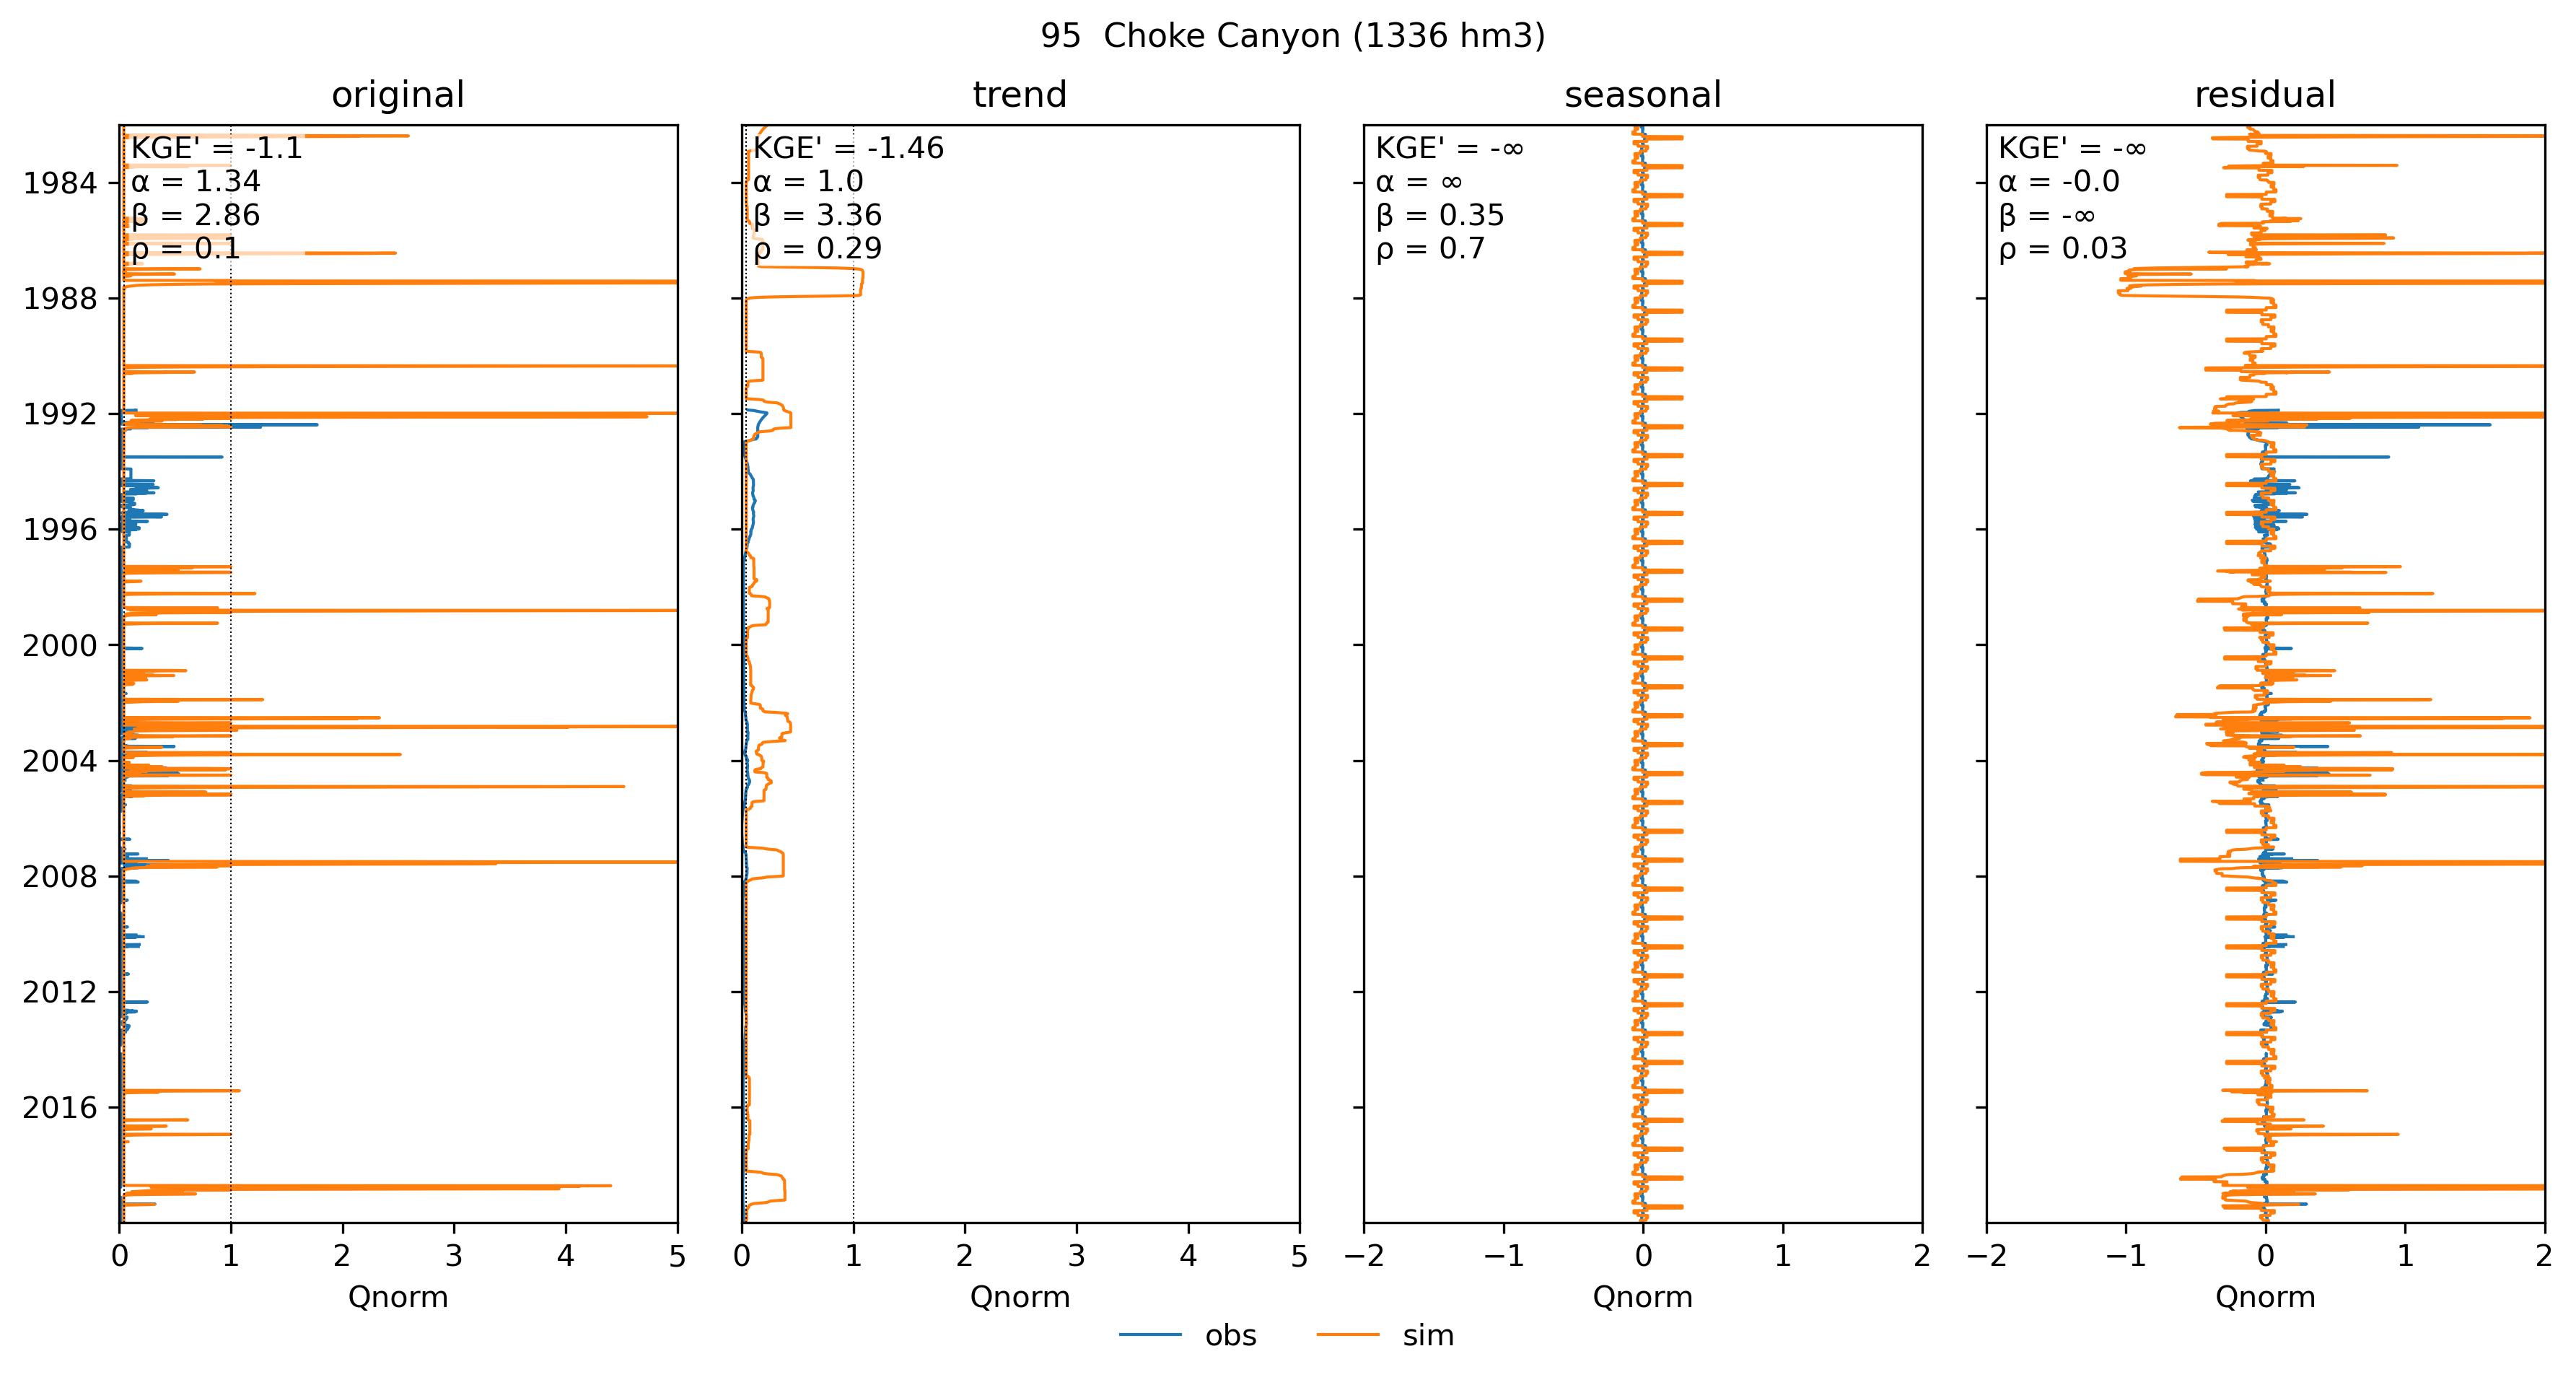 95  Choke Canyon (1336 hm3)
original
trend
seasonal
residual
KGE' = -1.1
α = 1.34
β = 2.86
ρ = 0.1
KGE' = -1.46
α = 1.0
β = 3.36
ρ = 0.29
KGE' = -∞
α = ∞
β = 0.35
ρ = 0.7
KGE' = -∞
α = -0.0
β = -∞
ρ = 0.03
1984
1988
1992
1996
2000
2004
2008
2012
2016
0 1 2 3 4 5
0 1 2 3 4 5
−2 −1 0 1 2
−2 −1 0 1 2
Qnorm
Qnorm
Qnorm
Qnorm
obs
sim